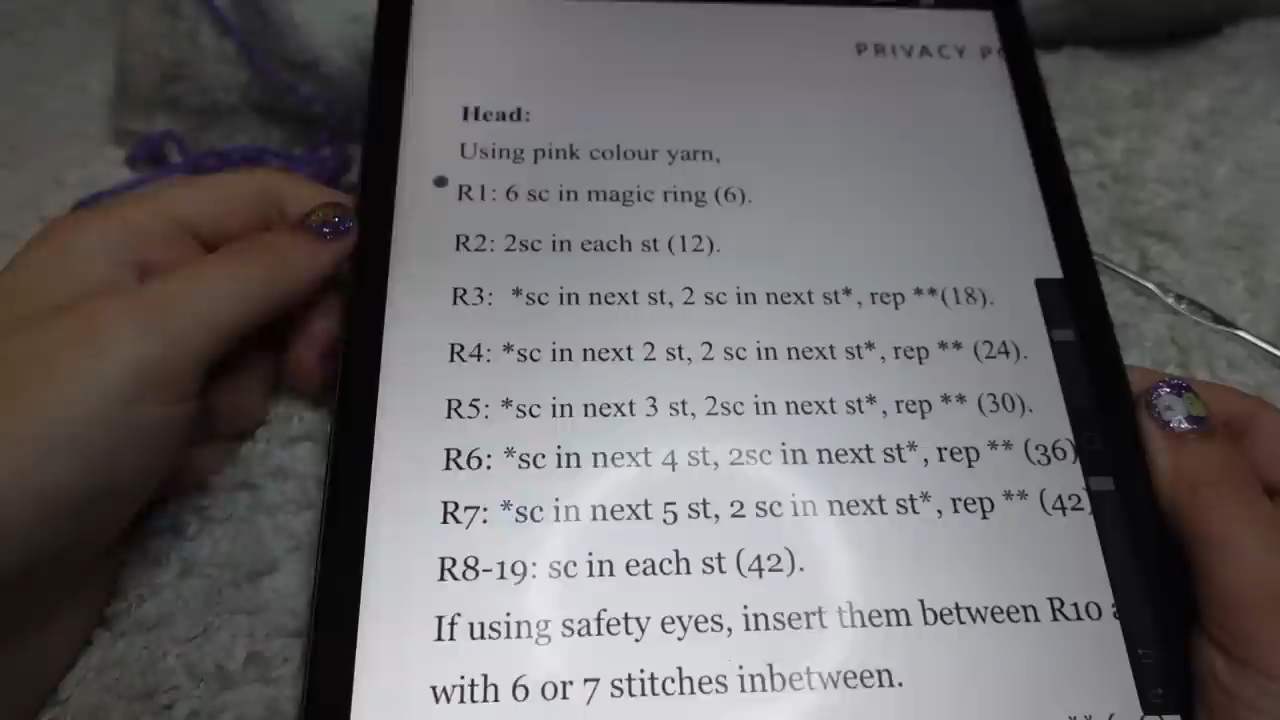 PRIVACY
Head:
Using pink colour yarn,
R1: 6 sc in magic ring (6).
R2: 2sc in each st (12).
R3: *sc in next st, 2 sc in next st*, rep **(18).
R4: *sc in next 2 st, 2 sc in next st*, rep ** (24).
R5: *sc in next 3 st, 2sc in next st*, rep ** (30).
R6: *sc in next 4 st, 2sc in next st*, rep ** (36)
R7: *sc in next 5 st, 2 sc in next st*, rep ** (42)
R8-19: sc in each st (42).
If using safety eyes, insert them between R10
with 6 or 7 stitches inbetween.